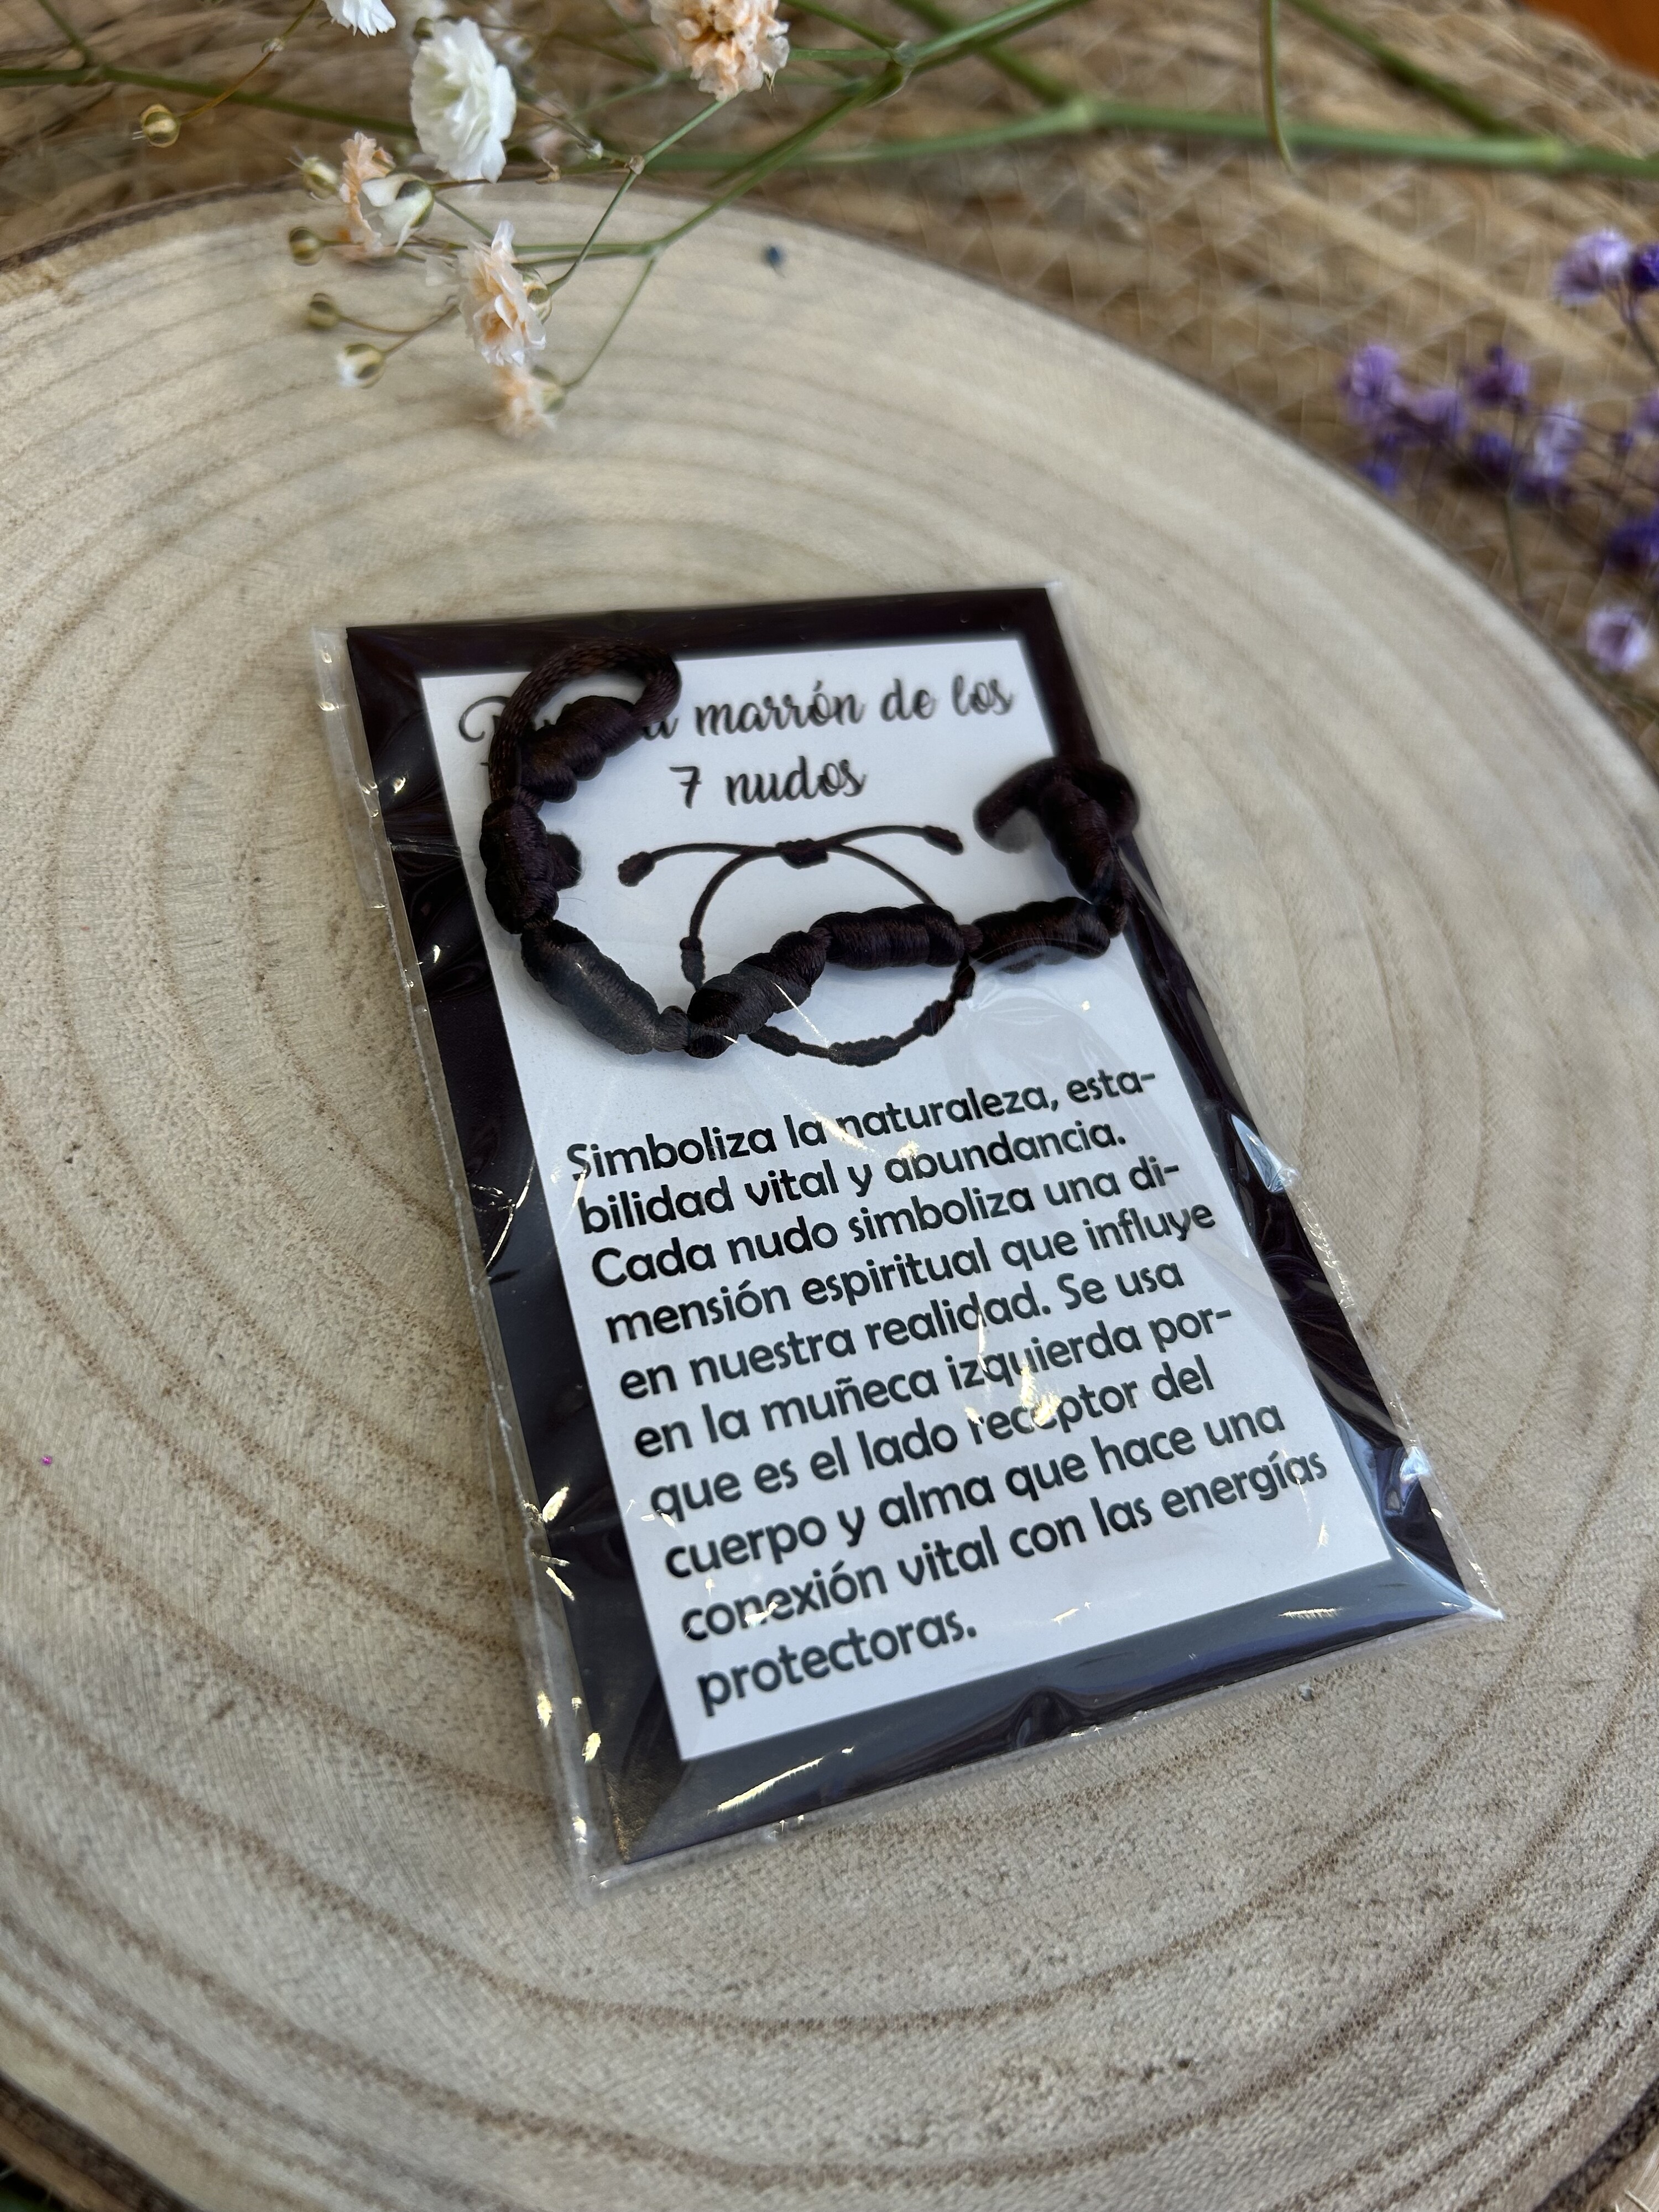 marrón de los
7 nudos
Simboliza la naturaleza, esta-
bilidad vital y abundancia.
Cada nudo simboliza una di-
mensión espiritual que influye
en nuestra realidad. Se usa
en la muñeca izquierda por-
que es el lado receptor del
cuerpo y alma que hace una
conexión vital con las energías
protectoras.